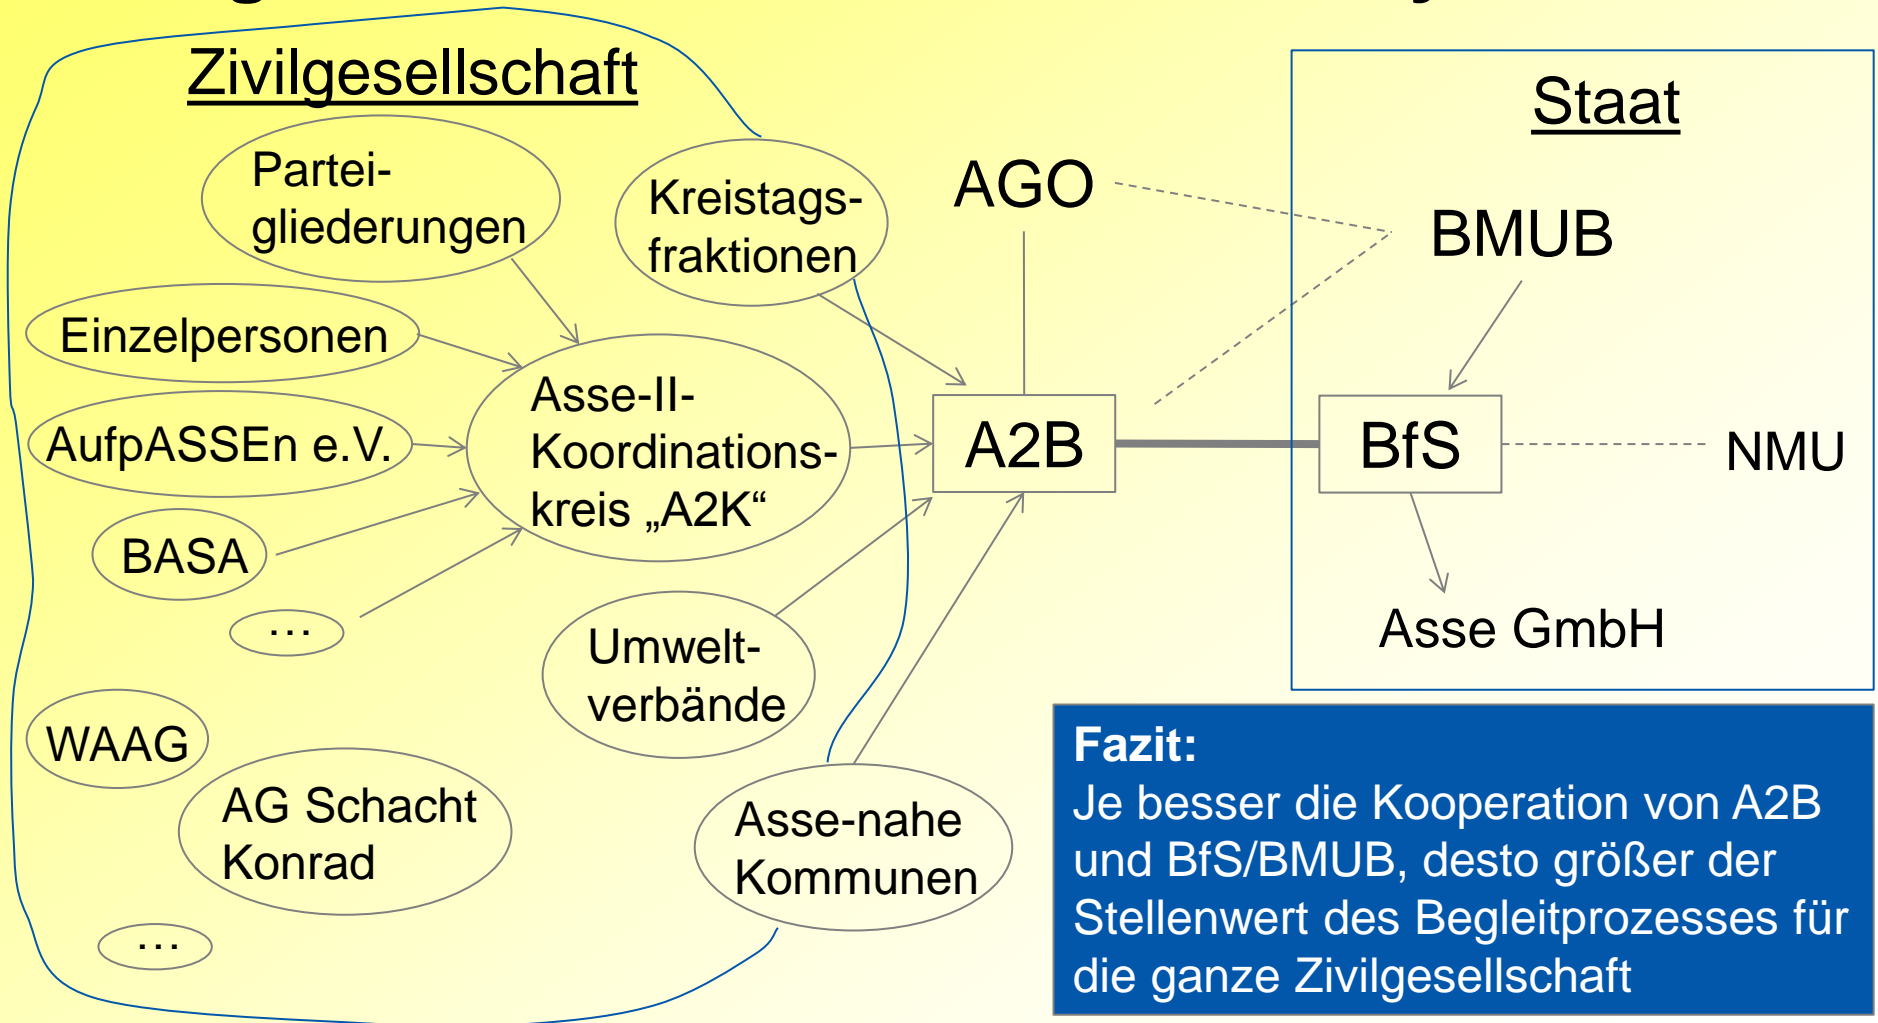 Zivilgesellschaft
Staat
Partei-
gliederungen
Kreistags-
fraktionen
AGO
BMUB
Einzelpersonen
Asse-II-
Koordinations-
kreis „A2K“
AufpASSEn e.V.
A2B
BfS
NMU
BASA
...
Umwelt-
verbände
Asse GmbH
WAAG
AG Schacht
Konrad
Asse-nahe
Kommunen
...
Fazit:
Je besser die Kooperation von A2B
und BfS/BMUB, desto größer der
Stellenwert des Begleitprozesses für
die ganze Zivilgesellschaft